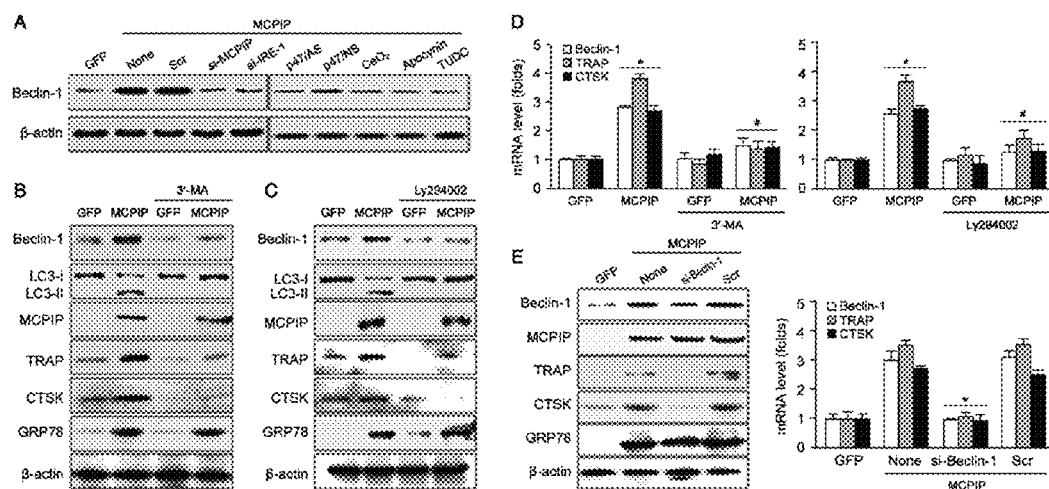 A
MCPIP
GFP None Scr si-MCPIP si-IRE-1 p47/AS p47/NS CeO₂ Apocynin TUDC
Beclin-1
β-actin
B
3'-MA
GFP MCPIP GFP MCPIP
Beclin-1
LC3-I
LC3-II
MCPIP
TRAP
CTSK
GRP78
β-actin
C
Ly294002
GFP MCPIP GFP MCPIP
Beclin-1
LC3-I
LC3-II
MCPIP
TRAP
CTSK
GRP78
β-actin
D
mRNA level (folds)
5
4
3
2
1
0
Beclin-1
TRAP
CTSK
*
#
GFP MCPIP GFP MCPIP
3'-MA
5
4
3
2
1
0
*
#
GFP MCPIP GFP MCPIP
Ly294002
E
MCPIP
GFP None si-Beclin-1 Scr
Beclin-1
MCPIP
TRAP
CTSK
GRP78
β-actin
mRNA level (folds)
5
4
3
2
1
0
Beclin-1
TRAP
CTSK
*
GFP None si-Beclin-1 Scr
MCPIP